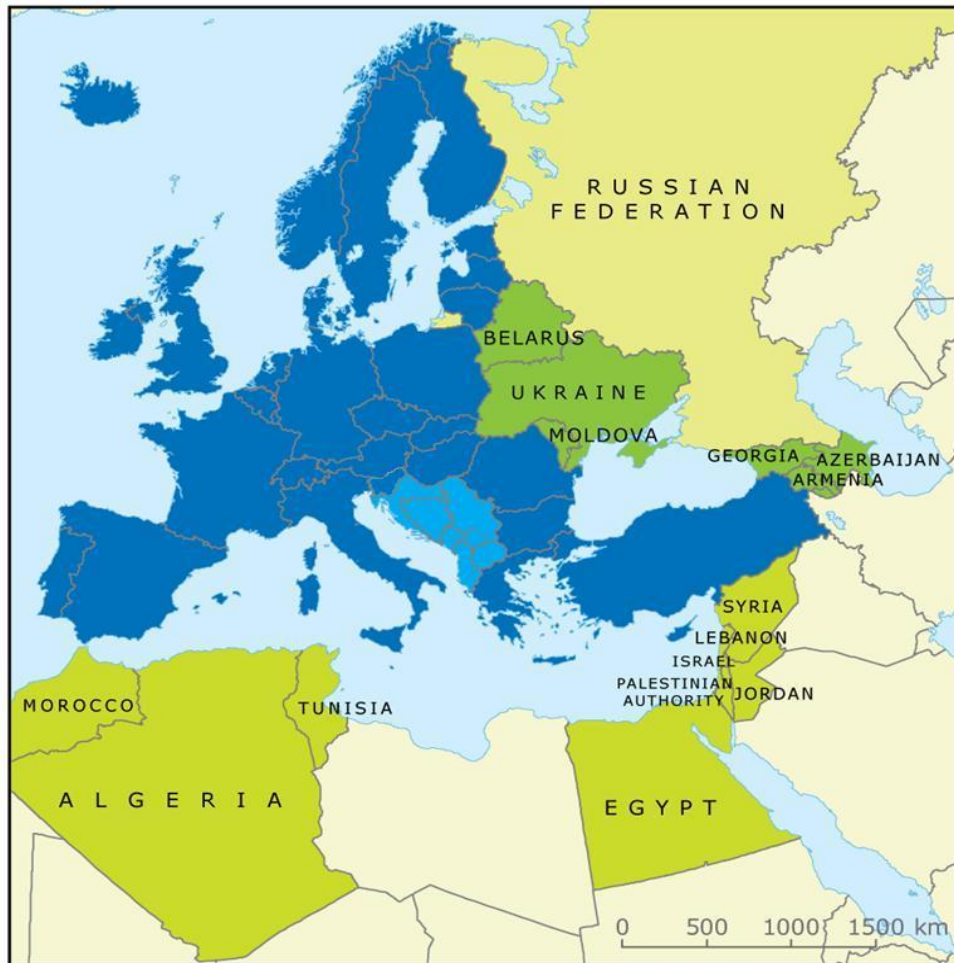 RUSSIAN
FEDERATION
BELARUS
UKRAINE
MOLDOVA
GEORGIA
AZERBAIJAN
ARMENIA
SYRIA
LEBANON
ISRAEL
PALESTINIAN
AUTHORITY
JORDAN
MOROCCO
TUNISIA
ALGERIA
EGYPT
0 500 1000 1500 km